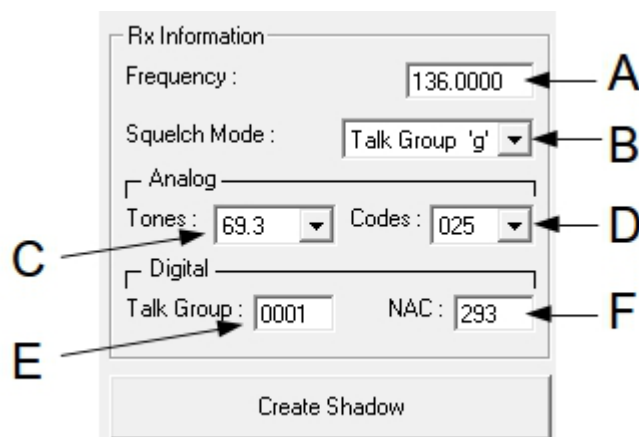 Rx Information
Frequency : 136.0000 A
Squelch Mode : Talk Group 'g' B
Analog
Tones : 69.3 Codes : 025 D
C
Digital
Talk Group : 0001 NAC : 293 F
E
Create Shadow